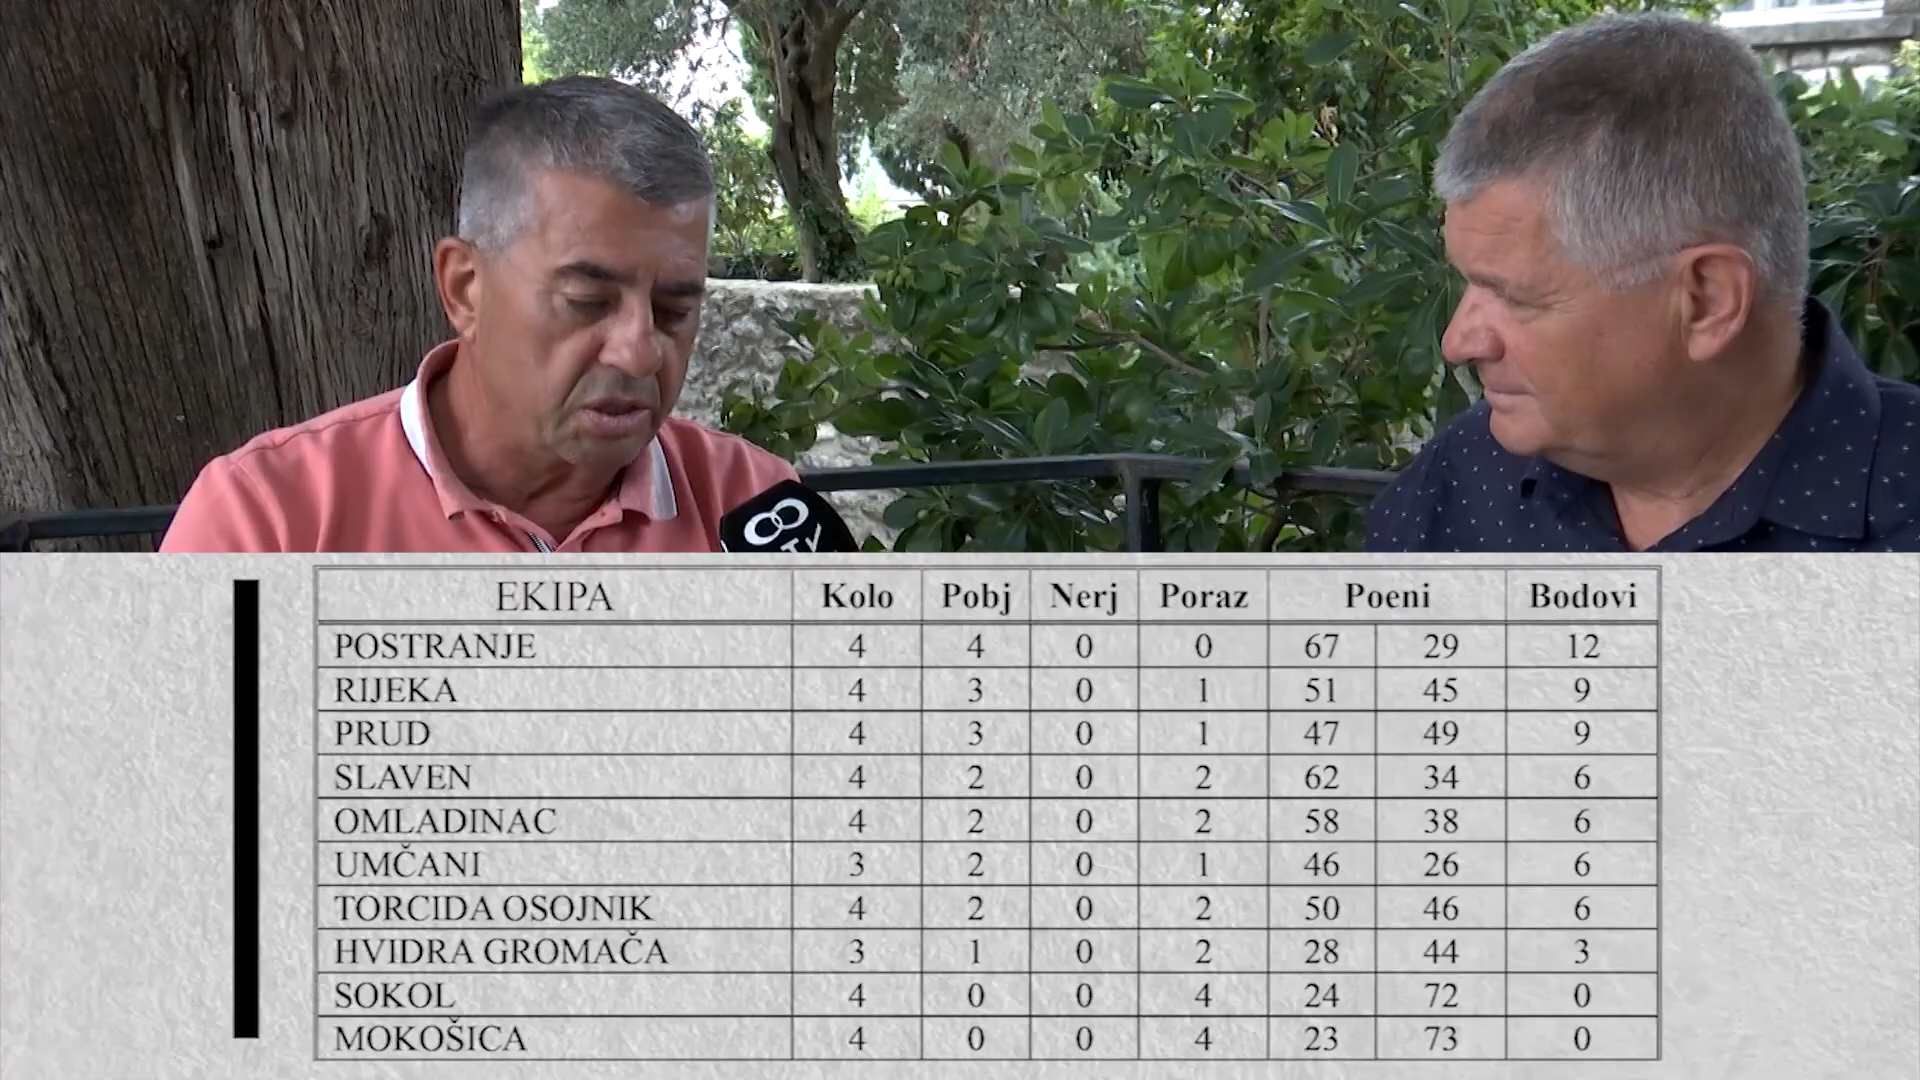 TV
EKIPA Kolo Pobj Nerj Poraz Poeni Bodovi
POSTRANJE 4 4 0 0 67 29 12
RIJEKA 4 3 0 1 51 45 9
PRUD 4 3 0 1 47 49 9
SLAVEN 4 2 0 2 62 34 6
OMLADINAC 4 2 0 2 58 38 6
UMČANI 3 2 0 1 46 26 6
TORCIDA OSOJNIK 4 2 0 2 50 46 6
HVIDRA GROMAČA 3 1 0 2 28 44 3
SOKOL 4 0 0 4 24 72 0
MOKOŠICA 4 0 0 4 23 73 0